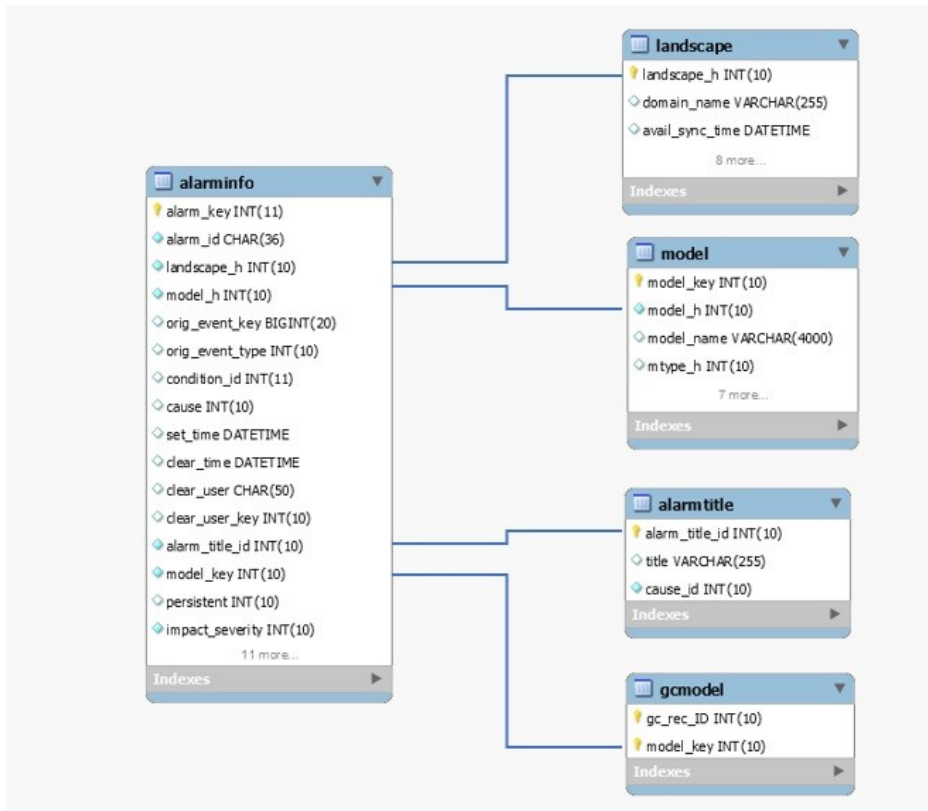 landscape
landscape_h INT(10)
domain_name VARCHAR(255)
avail_sync_time DATETIME
8 more...
Indexes
alarminfo
alarm_key INT(11)
alarm_id CHAR(36)
landscape_h INT(10)
model_h INT(10)
orig_event_key BIGINT(20)
orig_event_type INT(10)
condition_id INT(11)
cause INT(10)
set_time DATETIME
clear_time DATETIME
clear_user CHAR(50)
clear_user_key INT(10)
alarm_title_id INT(10)
model_key INT(10)
persistent INT(10)
impact_severity INT(10)
11 more...
Indexes
model
model_key INT(10)
model_h INT(10)
model_name VARCHAR(4000)
mtype_h INT(10)
7 more...
Indexes
alarmtitle
alarm_title_id INT(10)
title VARCHAR(255)
cause_id INT(10)
Indexes
gcmodel
gc_rec_ID INT(10)
model_key INT(10)
Indexes